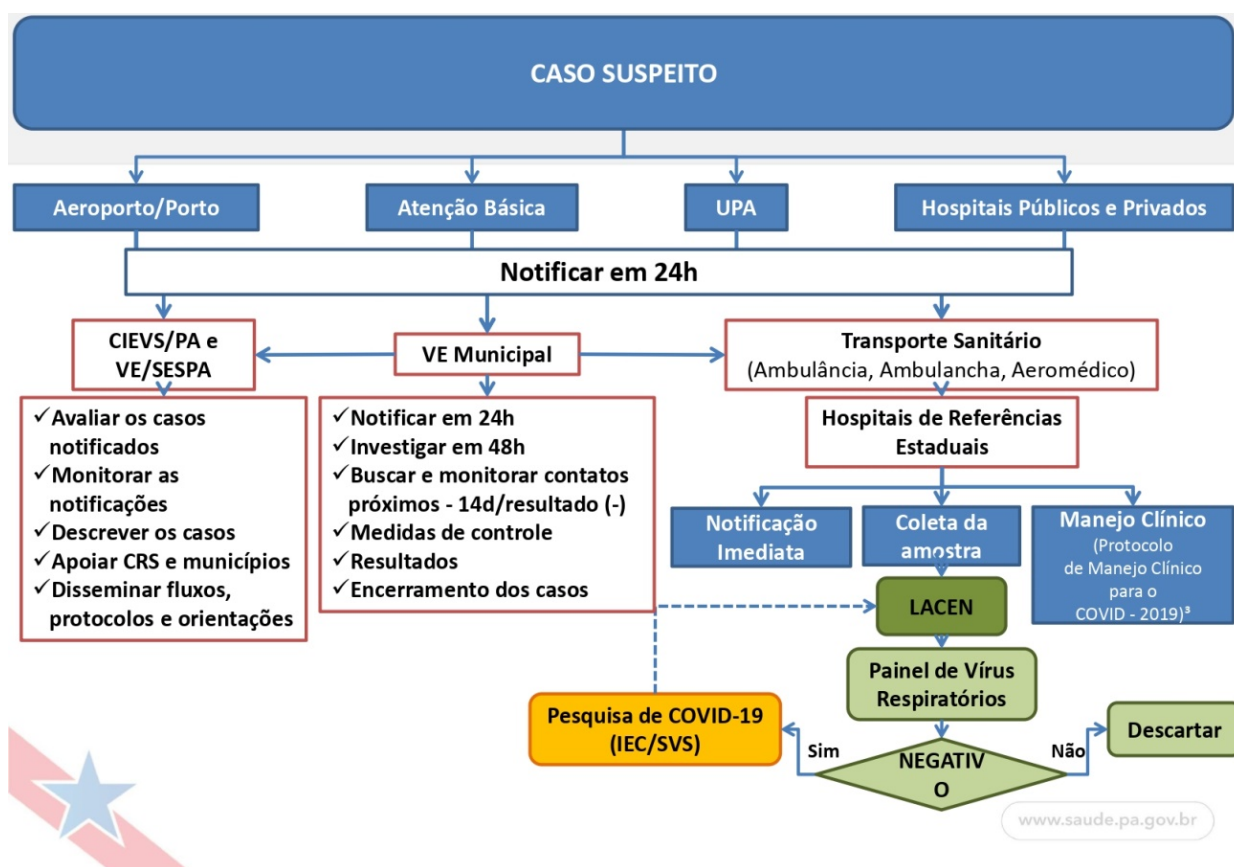 CASO SUSPEITO
Aeroporto/Porto
Atenção Básica
UPA
Hospitais Públicos e Privados
Notificar em 24h
CIEVS/PA e
VE/SESPA
VE Municipal
Transporte Sanitário
(Ambulância, Ambulancha, Aeromédico)
✓Avaliar os casos
notificados
✓Monitorar as
notificações
✓Descrever os casos
✓Apoiar CRS e municípios
✓Disseminar fluxos,
protocolos e orientações
✓Notificar em 24h
✓Investigar em 48h
✓Buscar e monitorar contatos
próximos - 14d/resultado (-)
✓Medidas de controle
✓Resultados
✓Encerramento dos casos
Hospitais de Referências
Estaduais
Notificação
Imediata
Coleta da
amostra
Manejo Clínico
(Protocolo
de Manejo Clínico
para o
COVID - 2019)³
LACEN
Painel de Vírus
Respiratórios
Pesquisa de COVID-19
(IEC/SVS)
Sim
NEGATIV
O
Não
Descartar
www.saude.pa.gov.br